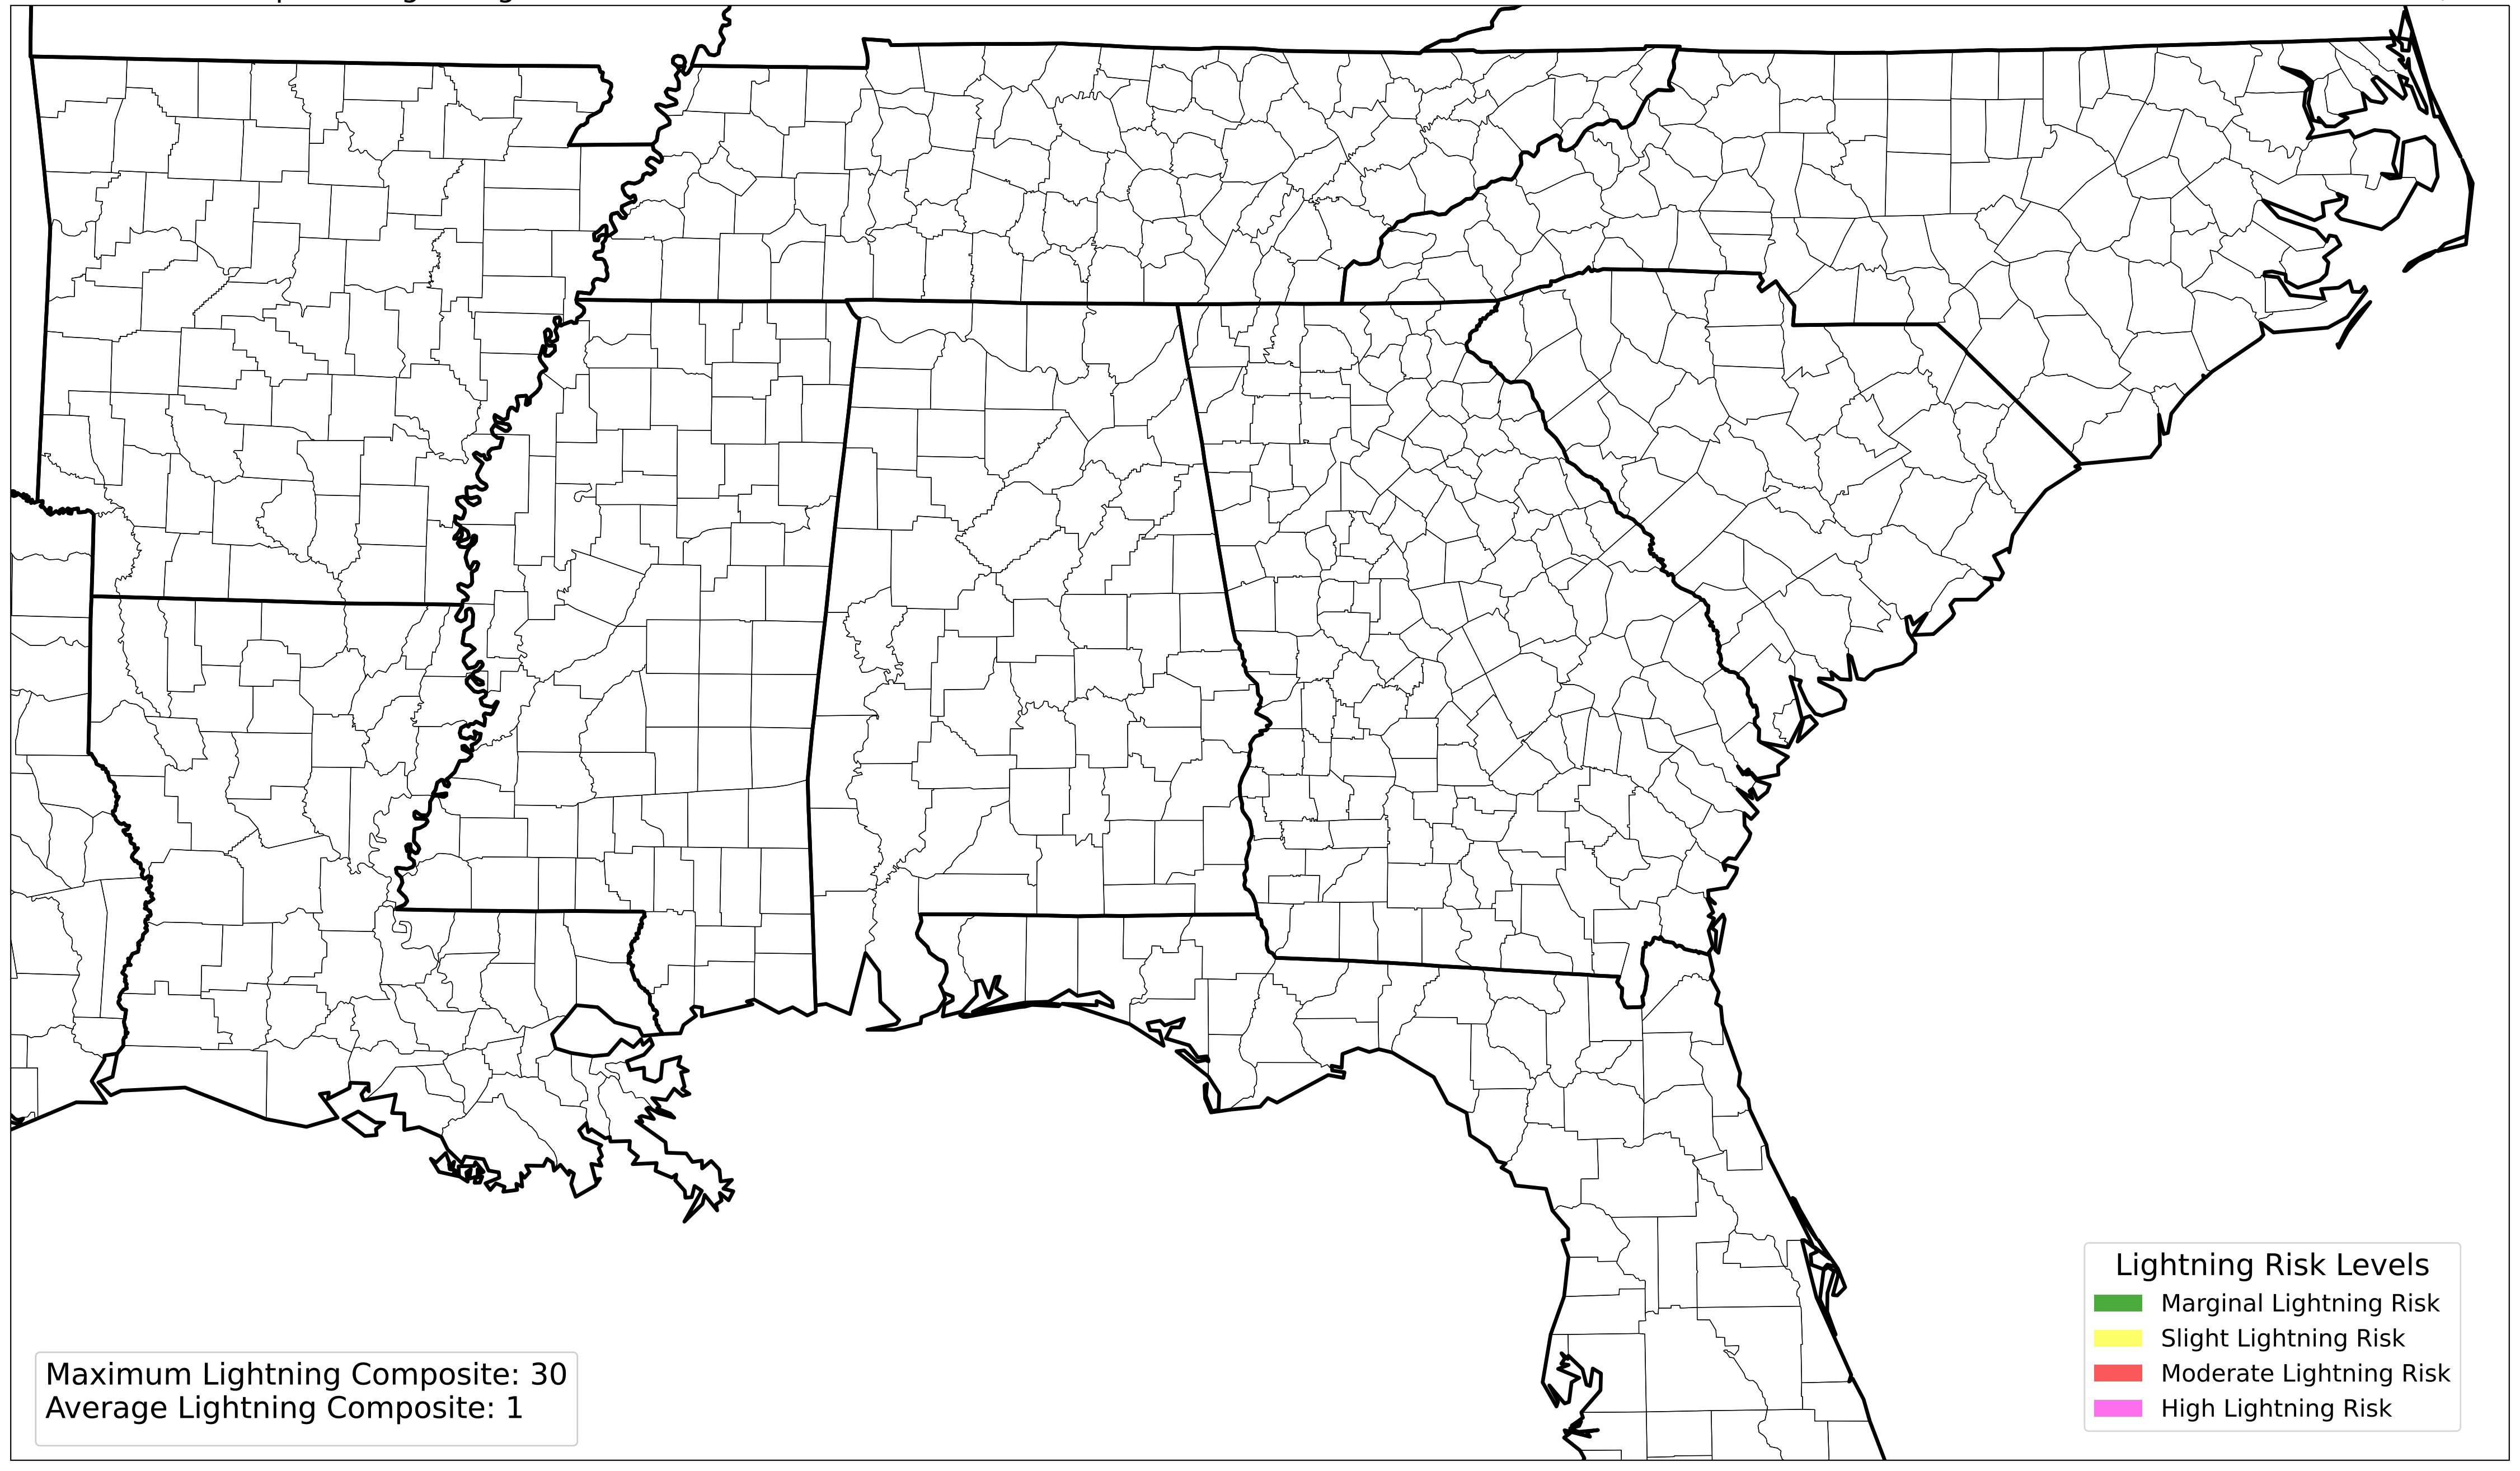 Maximum Lightning Composite: 30
Average Lightning Composite: 1
Lightning Risk Levels
Marginal Lightning Risk
Slight Lightning Risk
Moderate Lightning Risk
High Lightning Risk